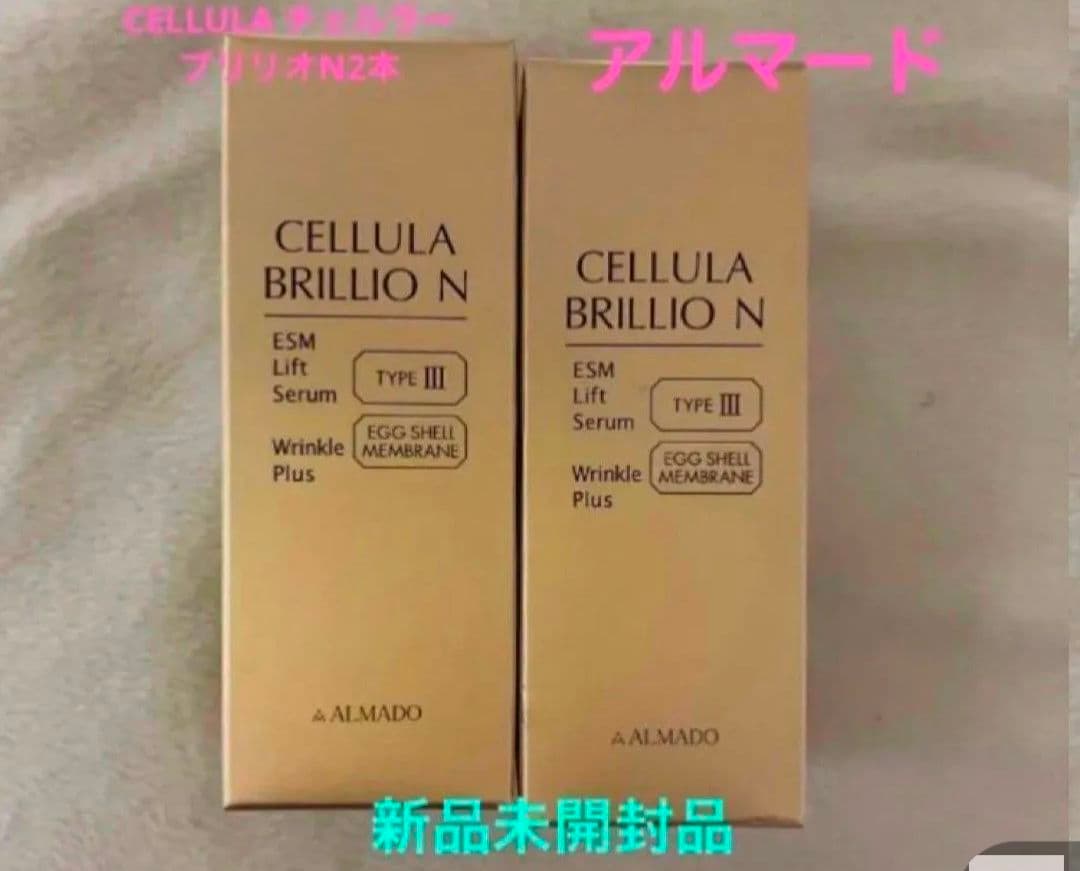 CELLULA チェルラー
ブリリオN2本
アルマード
CELLULA
BRILLIO N
ESM
Lift
Serum
TYPE III
Wrinkle
Plus
EGG SHELL
MEMBRANE
ALMADO
CELLULA
BRILLIO N
ESM
Lift
Serum
TYPE III
Wrinkle
Plus
EGG SHELL
MEMBRANE
ALMADO
新品未開封品